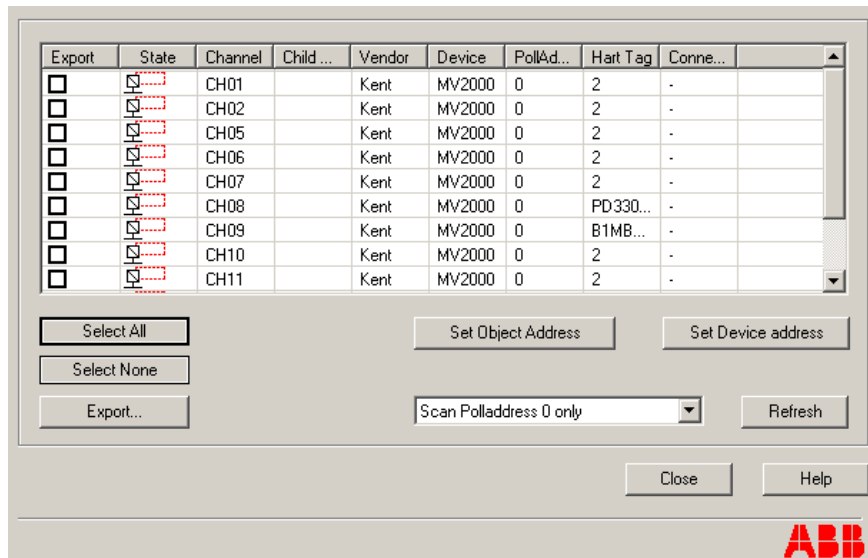 Export State Channel Child ... Vendor Device PollAd... Hart Tag Conne...
CH01 Kent MV2000 0 2 -
CH02 Kent MV2000 0 2 -
CH05 Kent MV2000 0 2 -
CH06 Kent MV2000 0 2 -
CH07 Kent MV2000 0 2 -
CH08 Kent MV2000 0 PD330... -
CH09 Kent MV2000 0 B1MB... -
CH10 Kent MV2000 0 2 -
CH11 Kent MV2000 0 2 -
Select All Set Object Address Set Device address
Select None
Export... Scan Polladdress 0 only Refresh
Close Help
ABB